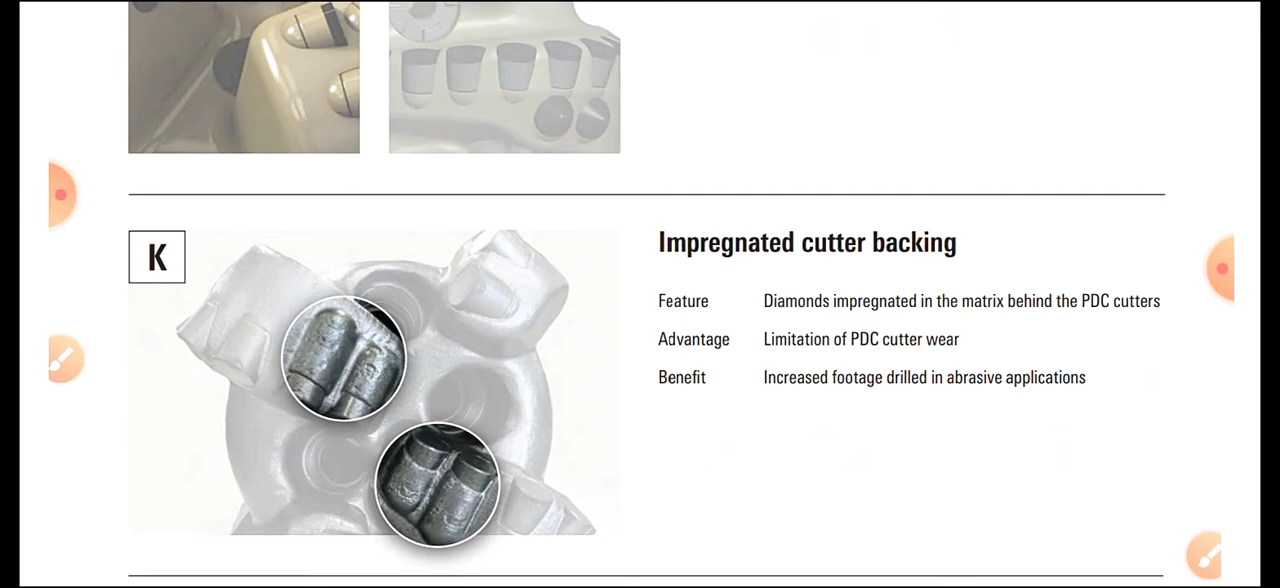 K
Impregnated cutter backing
Feature Diamonds impregnated in the matrix behind the PDC cutters
Advantage Limitation of PDC cutter wear
Benefit Increased footage drilled in abrasive applications